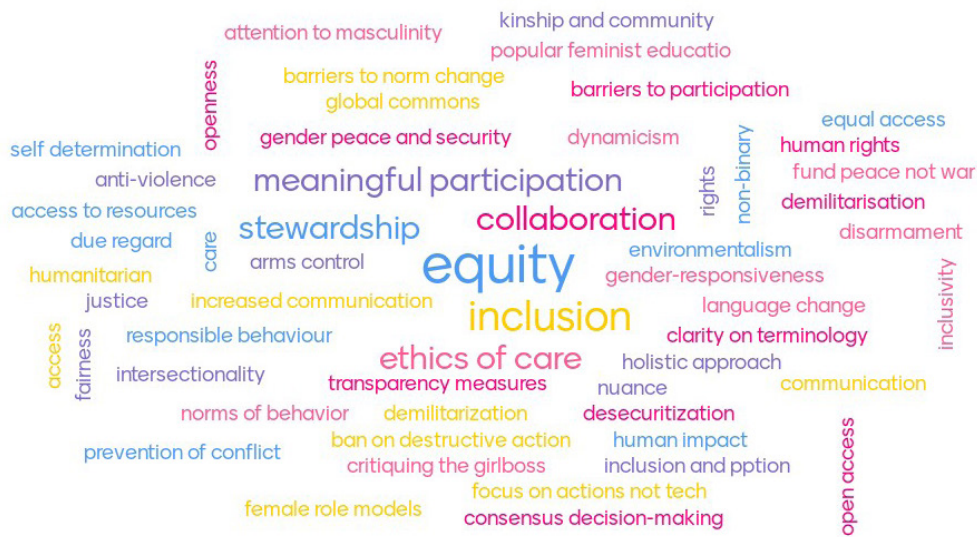 kinship and community
attention to masculinity
popular feminist educatio
barriers to norm change
barriers to participation
global commons
openness
equal access
gender peace and security
dynamicism
human rights
self determination
non-binary
fund peace not war
anti-violence
meaningful participation
rights
demilitarisation
access to resources
collaboration
stewardship
disarmament
due regard
care
environmentalism
arms control
equity
humanitarian
gender-responsiveness
inclusivity
justice
increased communication
language change
inclusion
access
fairness
responsible behaviour
clarity on terminology
ethics of care
holistic approach
intersectionality
transparency measures
nuance
communication
norms of behavior
demilitarization
desecuritization
ban on destructive action
human impact
prevention of conflict
critiquing the girlboss
inclusion and pption
open access
focus on actions not tech
female role models
consensus decision-making